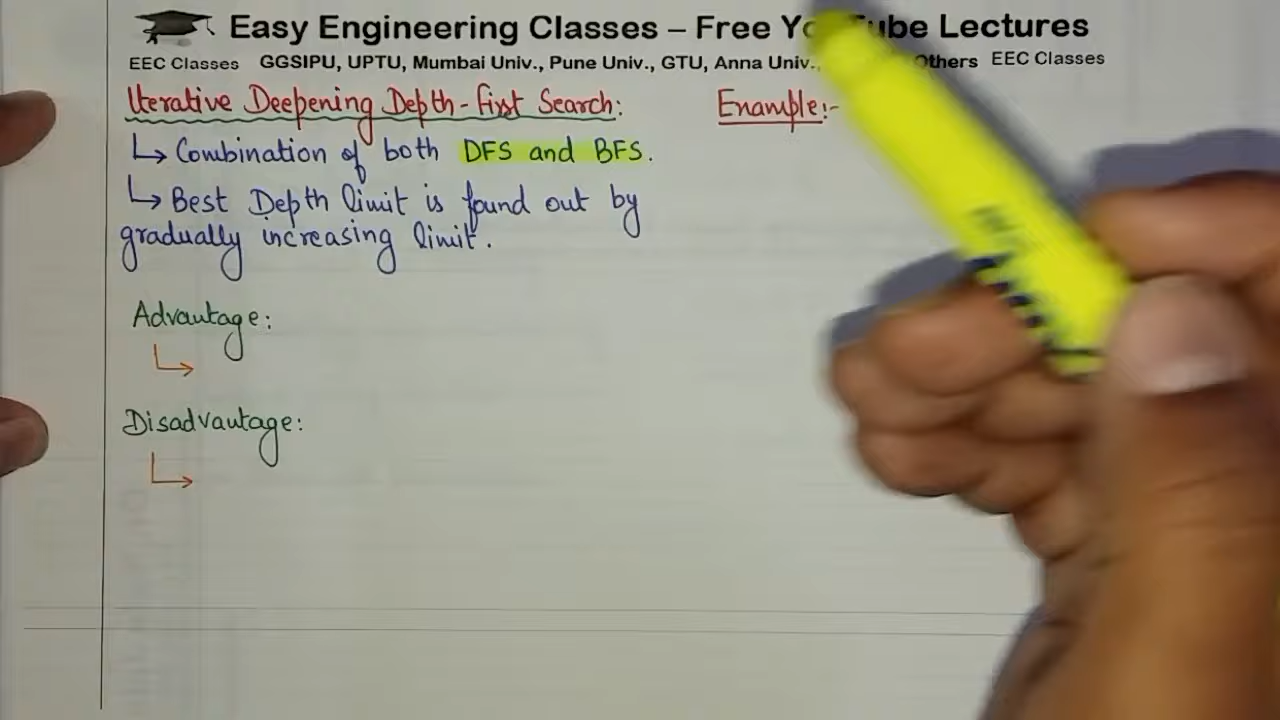 Easy Engineering Classes – Free YouTube Lectures
EEC Classes GGSIPU, UPTU, Mumbai Univ., Pune Univ., GTU, Anna Univ., Others EEC Classes
Iterative Deepening Depth-First Search:
↳ Combination of both DFS and BFS.
↳ Best Depth limit is found out by
gradually increasing limit.
Advantage:
↳
Disadvantage:
↳
Example:-